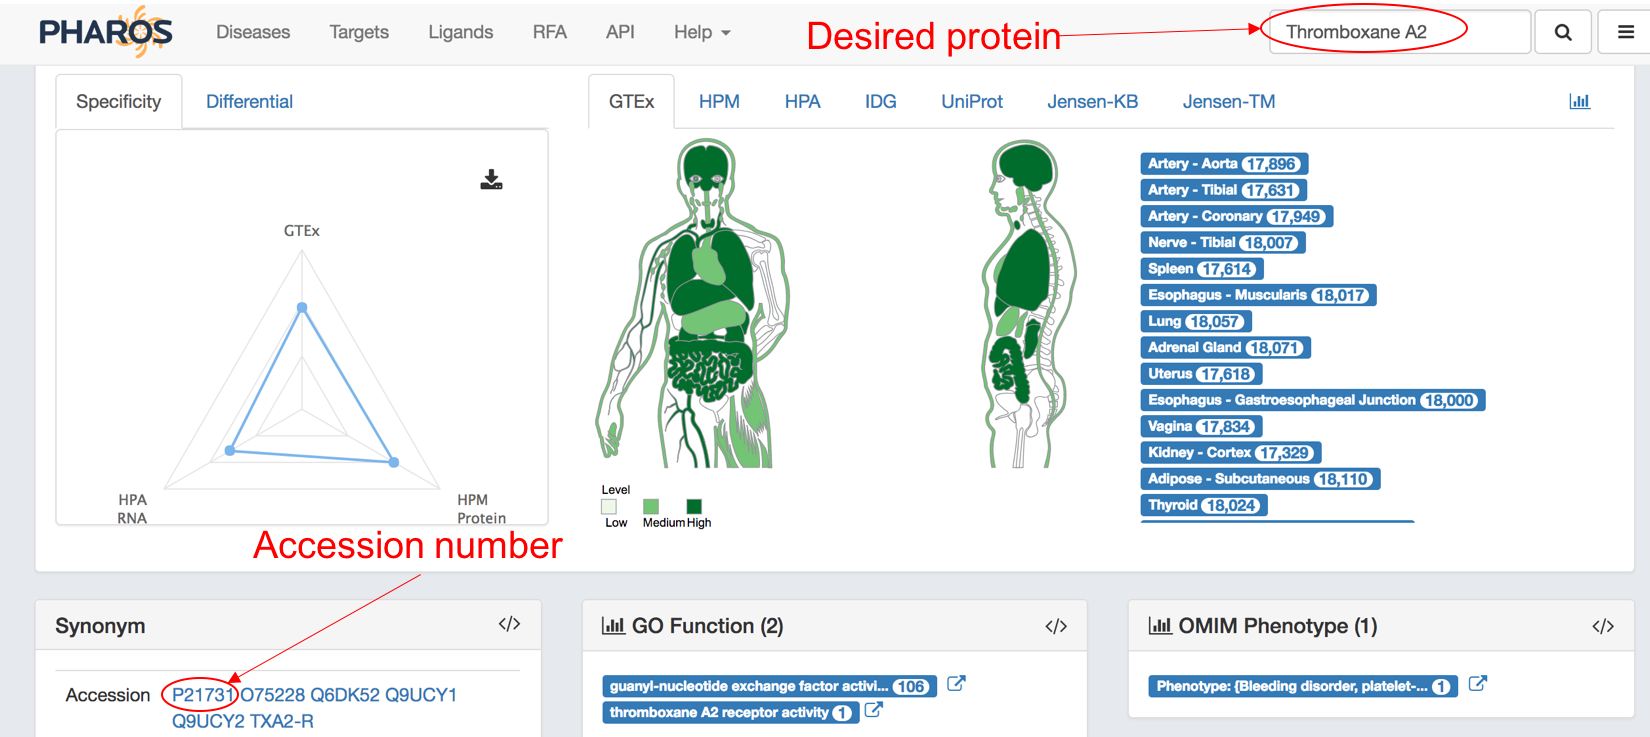 PHAROS Diseases Targets Ligands RFA API Help Desired protein Thromboxane A2
Specificity Differential
GTEx HPM HPA IDG UniProt Jensen-KB Jensen-TM
GTEx
HPA
RNA
HPM
Protein
Level
Low Medium High
Artery - Aorta 17,896
Artery - Tibial 17,631
Artery - Coronary 17,949
Nerve - Tibial 18,007
Spleen 17,614
Esophagus - Muscularis 18,017
Lung 18,057
Adrenal Gland 18,071
Uterus 17,618
Esophagus - Gastroesophageal Junction 18,000
Vagina 17,834
Kidney - Cortex 17,329
Adipose - Subcutaneous 18,110
Thyroid 18,024
Accession number
Synonym </>
Accession P21731 O75228 Q6DK52 Q9UCY1
Q9UCY2 TXA2-R
GO Function (2) </>
guanyl-nucleotide exchange factor activi... 106
thromboxane A2 receptor activity 1
OMIM Phenotype (1) </>
Phenotype: {Bleeding disorder, platelet-... 1